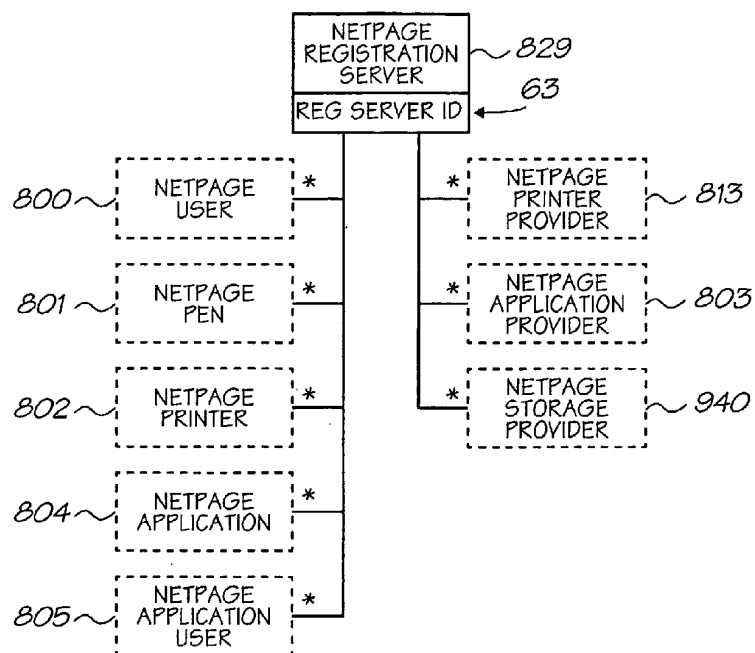 NETPAGE
REGISTRATION
SERVER
829
REG SERVER ID
63
800
NETPAGE
USER
*
*
NETPAGE
PRINTER
PROVIDER
813
801
NETPAGE
PEN
*
*
NETPAGE
APPLICATION
PROVIDER
803
802
NETPAGE
PRINTER
*
*
NETPAGE
STORAGE
PROVIDER
940
804
NETPAGE
APPLICATION
*
805
NETPAGE
APPLICATION
USER
*